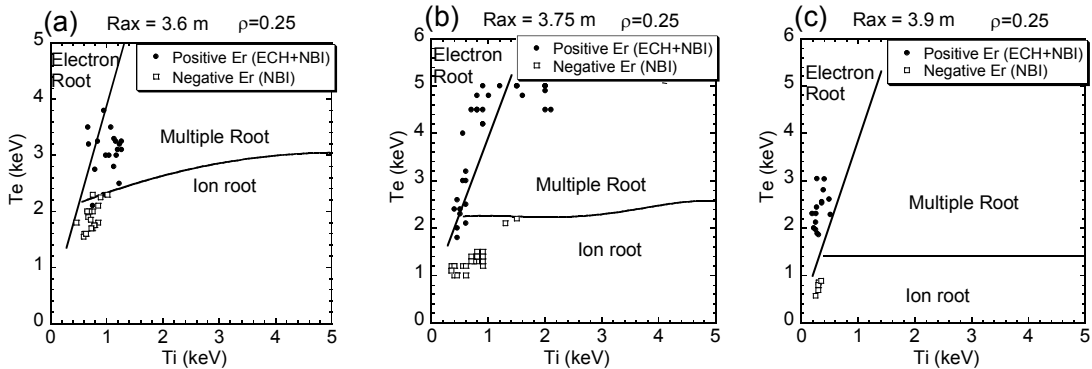 (a)
Rax = 3.6 m ρ=0.25
Positive Er (ECH+NBI)
Negative Er (NBI)
Electron
Root
Multiple Root
Ion root
Te (keV)
5
4
3
2
1
0
0 1 2 3 4 5
Ti (keV)
(b)
Rax = 3.75 m ρ=0.25
Positive Er (ECH+NBI)
Negative Er (NBI)
Electron
Root
Multiple Root
Ion root
Te (keV)
6
5
4
3
2
1
0
0 1 2 3 4 5
Ti (keV)
(c)
Rax = 3.9 m ρ=0.25
Positive Er (ECH+NBI)
Negative Er (NBI)
Electron
Root
Multiple Root
Ion root
Te (keV)
6
5
4
3
2
1
0
0 1 2 3 4 5
Ti (keV)